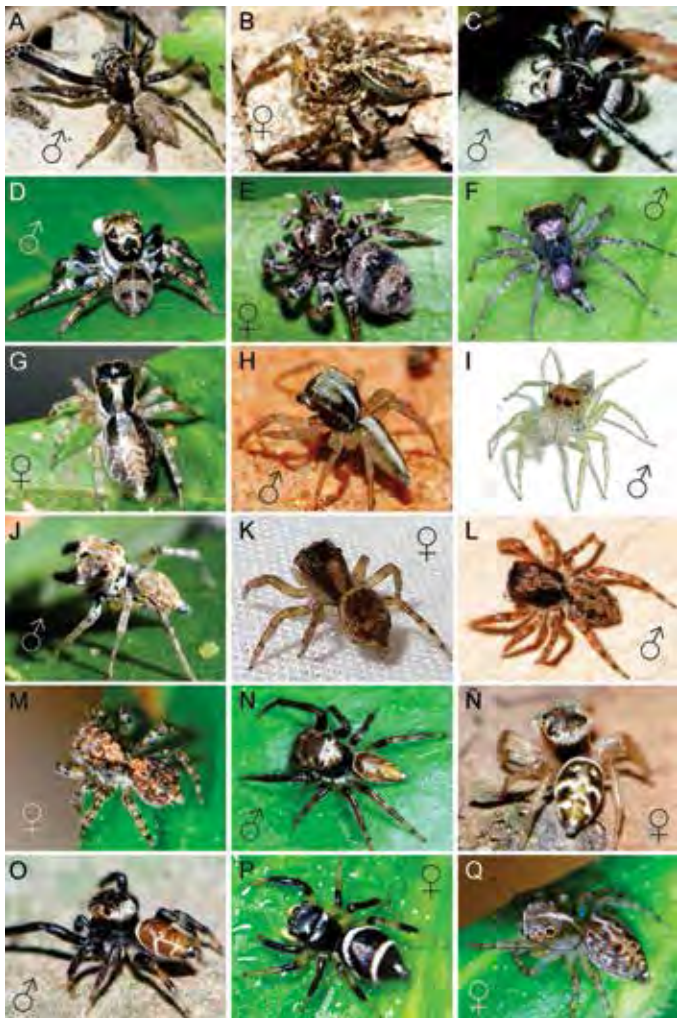 A ♂
B ♀
C ♂
D ♂
E ♀
F ♂
G ♀
H ♂
I ♂
J ♂
K ♀
L ♂
M ♀
N ♂
Ñ ♀
O ♂
P ♀
Q ♀